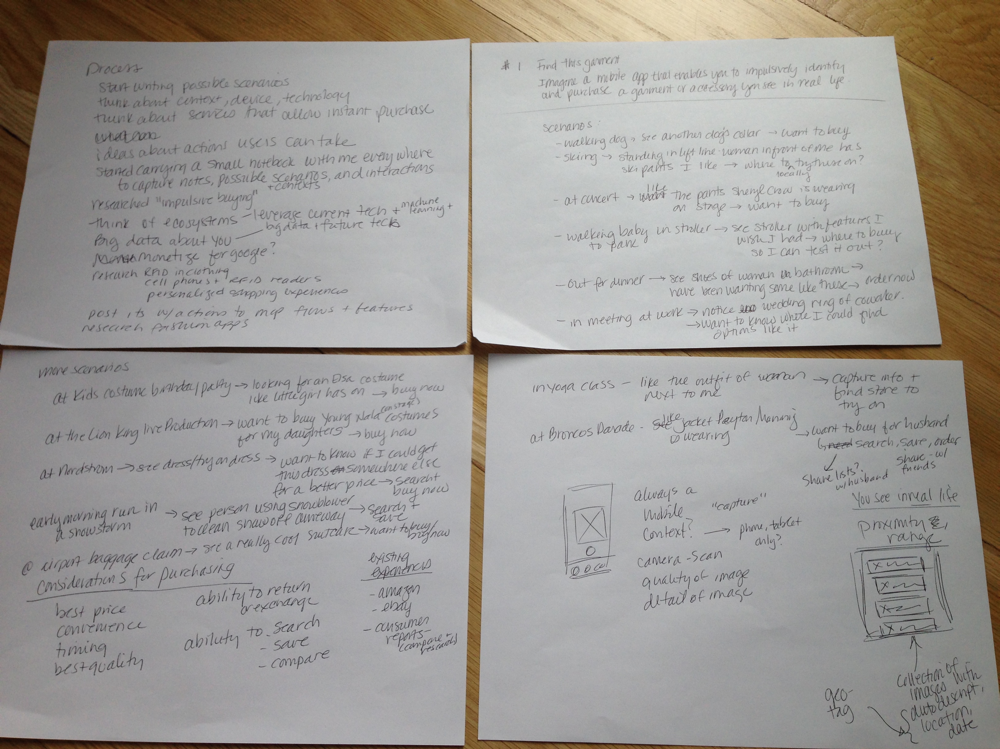 Process
start writing possible scenarios
think about context, device, technology
think about services that allow instant purchase
ideas about actions users can take
started carrying a small notebook with me everywhere
to capture notes, possible scenarios, and interactions
researched "impulsive buying" + contexts
- think of ecosystems - leverage current tech + machine learning +
big data about you — big data + future tech
monetize for google?
research RFID in clothing
cell phones + RFID readers
personalized shopping experiences
post its w/ actions to map flows + features
research fashion apps
#1 Find this garment
Imagine a mobile app that enables you to impulsively identify
and purchase a garment or accessory you see in real life
scenarios:
- walking dog → see another dog's collar → want to buy
- skiing → standing in lift line woman in front of me has
ski pants I like → where to try these on?
locally
- at concert → like the pants Sheryl Crow is wearing
on stage → want to buy
- walking baby in stroller → see stroller with features I
to park wish I had → where to buy
so I can test it out?
- out for dinner → see shoes of woman in bathroom →
have been wanting some like these → order now
- in meeting at work → notice wedding ring of coworker.
→ want to know where I could find
options like it
more scenarios
at kids costume birthday party → looking for an Elsa costume
like little girl has on → buy now
at the Lion King live Production → want to buy Young Nala costumes
on stage
for my daughters → buy now
at Nordstrom → see dress/try on dress → want to know if I could get
this dress somewhere else
for a better price → search
buy now
early morning run in → see person using snowblower
a snowstorm to clean snow off driveway → search +
save
@ airport baggage claim → see a really cool suitcase → want to buy/
buy now
considerations for purchasing
best price
convenience
timing
best quality
ability to return
or exchange
ability to - search
- save
- compare
existing
experiences
- amazon
- ebay
- consumer
reports -
compare +
research
in yoga class - like the outfit of woman → capture info +
next to me find store to
try on
at Broncos Parade - like jacket Payton Manning
is wearing
→ want to buy for husband
search, save, order
share w/
friends
share lists?
w/ husband
always a
mobile
context? → phone, tablet
only?
"capture"
camera - scan
quality of image
detail of image
You see in real life
proximity &
range
collection of
images with
auto descript,
location,
date
geo-
tag